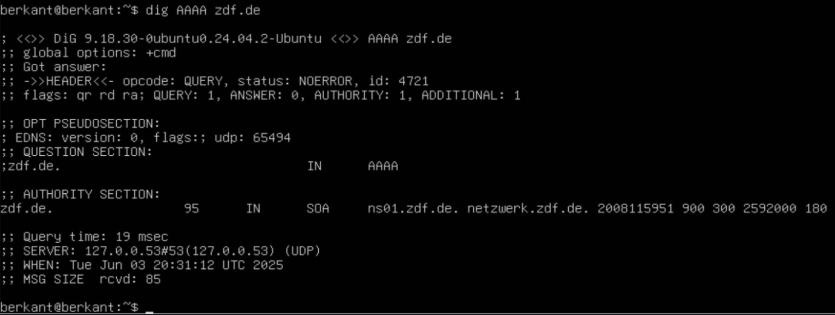 berkant@berkant:~$ dig AAAA zdf.de
; <<>> DiG 9.18.30-0ubuntu0.24.04.2-Ubuntu <<>> AAAA zdf.de
;; global options: +cmd
;; Got answer:
;; ->>HEADER<<- opcode: QUERY, status: NOERROR, id: 4721
;; flags: qr rd ra; QUERY: 1, ANSWER: 0, AUTHORITY: 1, ADDITIONAL: 1
;; OPT PSEUDOSECTION:
; EDNS: version: 0, flags:; udp: 65494
;; QUESTION SECTION:
;zdf.de. IN AAAA
;; AUTHORITY SECTION:
zdf.de. 95 IN SOA ns01.zdf.de. netzwerk.zdf.de. 2008115951 900 300 2592000 180
;; Query time: 19 msec
;; SERVER: 127.0.0.53#53(127.0.0.53) (UDP)
;; WHEN: Tue Jun 03 20:31:12 UTC 2025
;; MSG SIZE rcvd: 85
berkant@berkant:~$ _